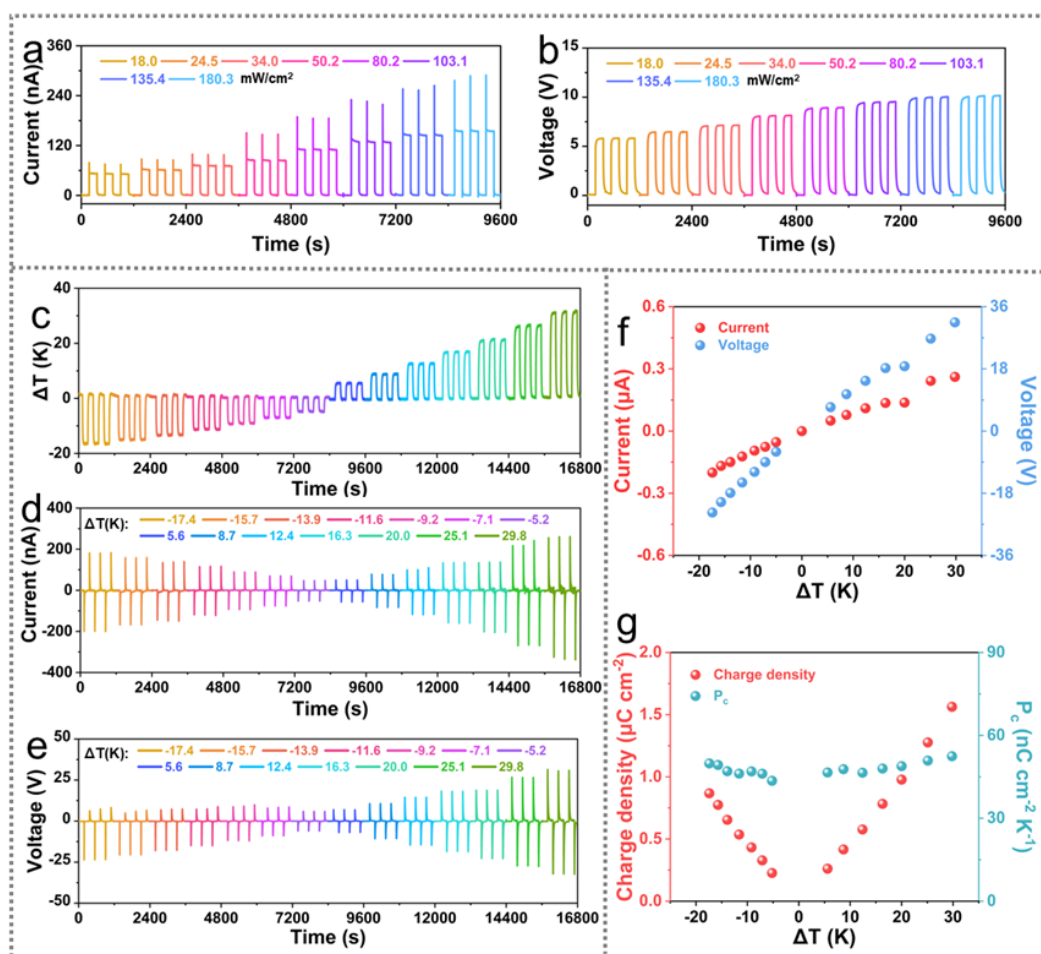 a
Current (nA)
360
240
120
0
18.0 24.5 34.0 50.2 80.2 103.1
135.4 180.3 mW/cm²
0 2400 4800 7200 9600
Time (s)
b
Voltage (V)
15
10
5
0
18.0 24.5 34.0 50.2 80.2 103.1
135.4 180.3 mW/cm²
0 2400 4800 7200 9600
Time (s)
c
ΔT (K)
40
20
0
-20
0 2400 4800 7200 9600 12000 14400 16800
Time (s)
d
Current (nA)
400
200
0
-200
-400
ΔT(K): -17.4 -15.7 -13.9 -11.6 -9.2 -7.1 -5.2
5.6 8.7 12.4 16.3 20.0 25.1 29.8
0 2400 4800 7200 9600 12000 14400 16800
Time (s)
e
Voltage (V)
50
25
0
-25
-50
ΔT(K): -17.4 -15.7 -13.9 -11.6 -9.2 -7.1 -5.2
5.6 8.7 12.4 16.3 20.0 25.1 29.8
0 2400 4800 7200 9600 12000 14400 16800
Time (s)
f
Current (μA)
0.6
0.3
0.0
-0.3
-0.6
Current
Voltage
36
18
0
-18
-36
Voltage (V)
-20 -10 0 10 20 30
ΔT (K)
g
Charge density (μC cm⁻²)
2.0
1.5
1.0
0.5
0.0
Charge density
Pc
90
60
30
0
Pc (nC cm⁻² K⁻¹)
-20 -10 0 10 20 30
ΔT (K)